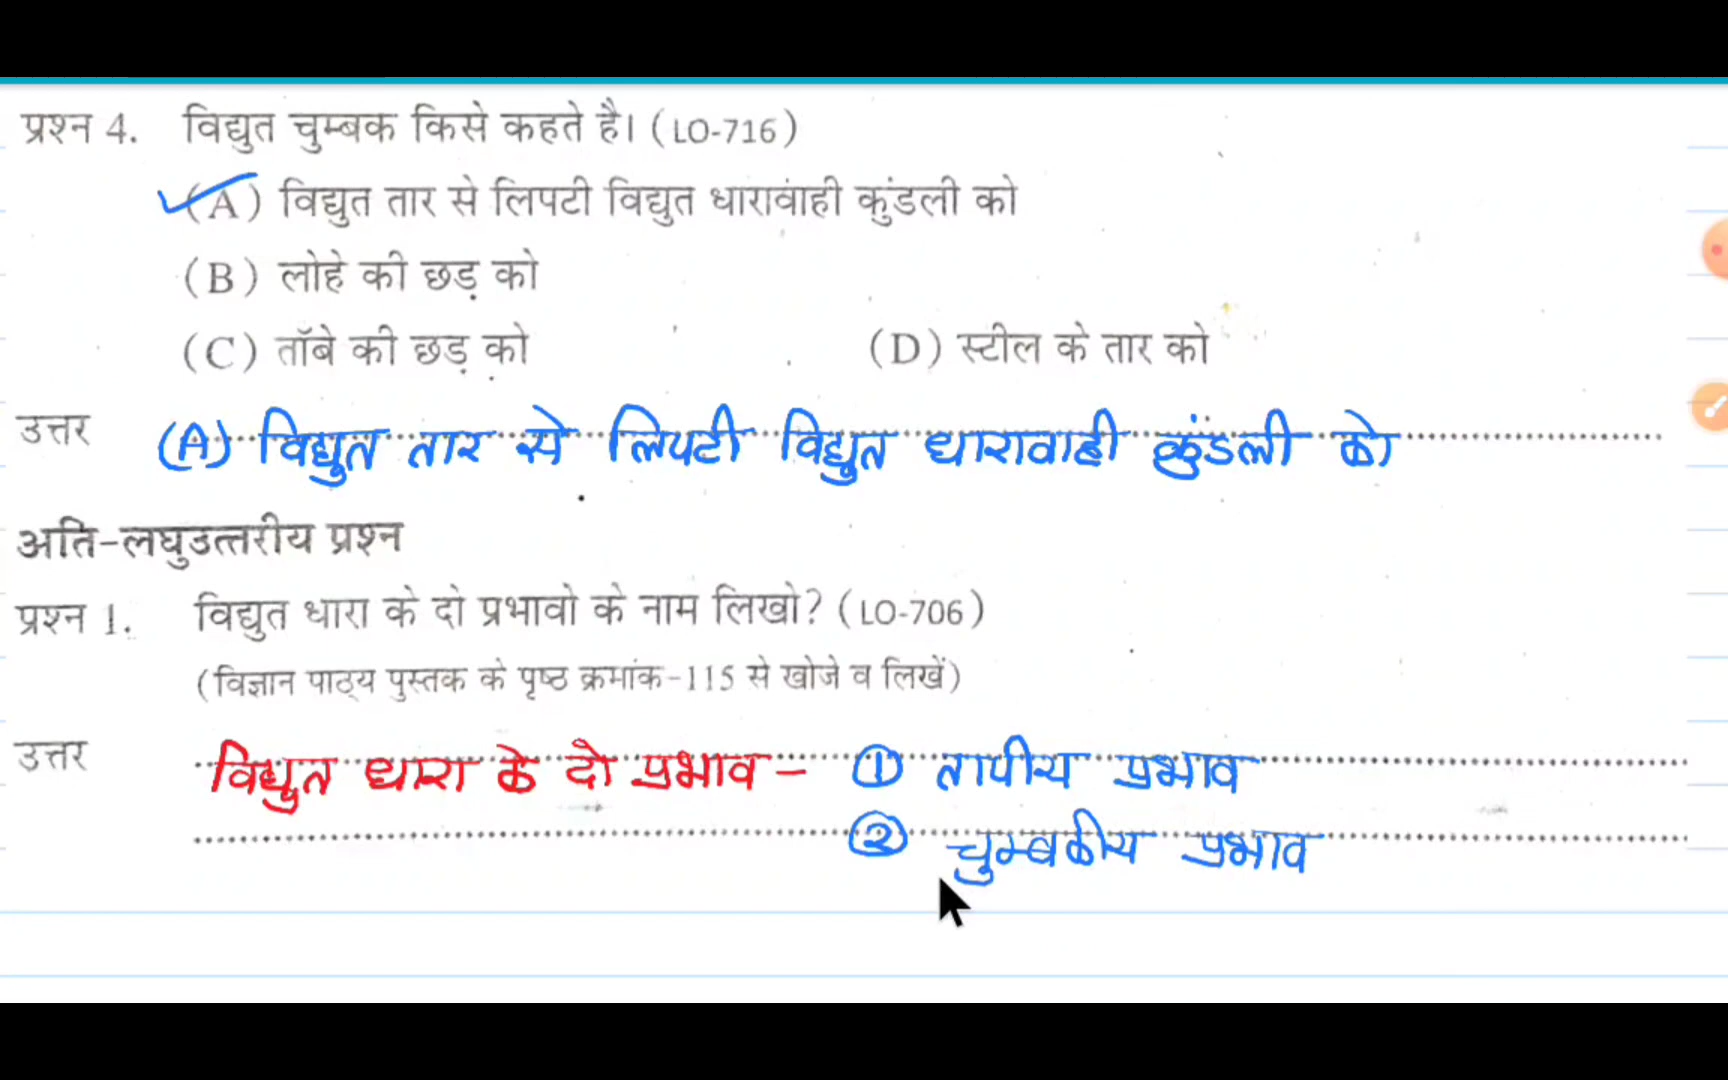 प्रश्न 4. विद्युत चुम्बक किसे कहते है। (LO-716)
(A) विद्युत तार से लिपटी विद्युत धारावांही कुंडली को
(B) लोहे की छड़ को
(C) ताॅबे की छड़ को (D) स्टील के तार को
उत्तर (A) विद्युत तार से लिपटी विद्युत धारावाही कुंडली को
अति-लघुउत्तरीय प्रश्न
प्रश्न 1. विद्युत धारा के दो प्रभावो के नाम लिखो? (LO-706)
(विज्ञान पाठ्य पुस्तक के पृष्ठ क्रमांक-115 से खोजे व लिखें)
उत्तर विद्युत धारा के दो प्रभाव – ① तापीय प्रभाव
② चुम्बकीय प्रभाव